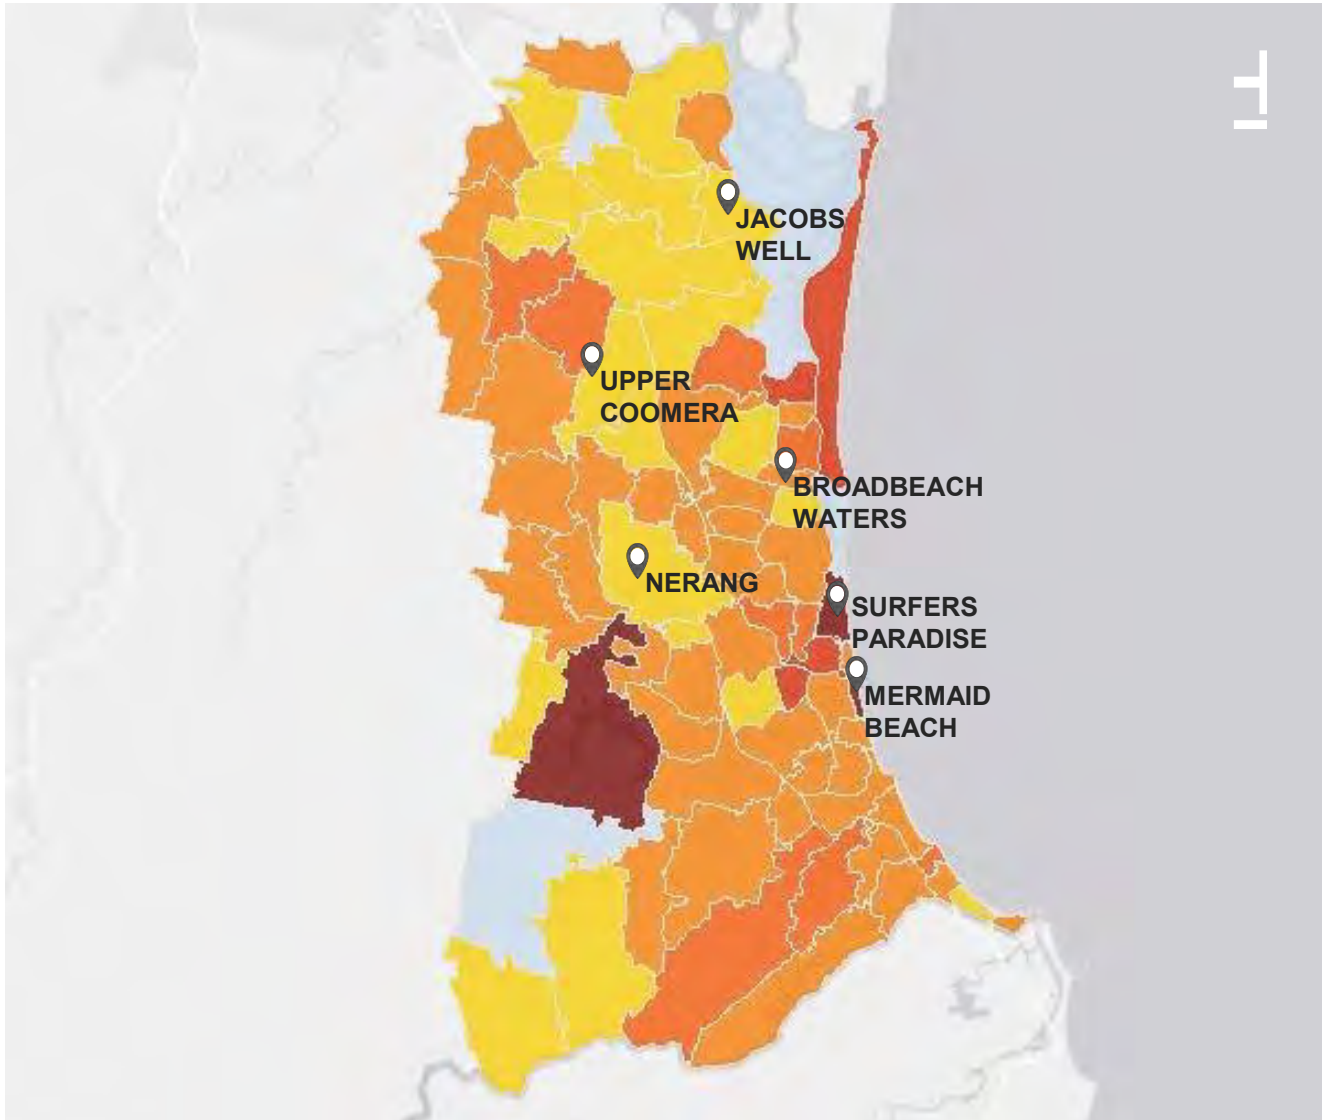 JACOBS
WELL
UPPER
COOMERA
BROADBEACH
WATERS
NERANG
SURFERS
PARADISE
MERMAID
BEACH